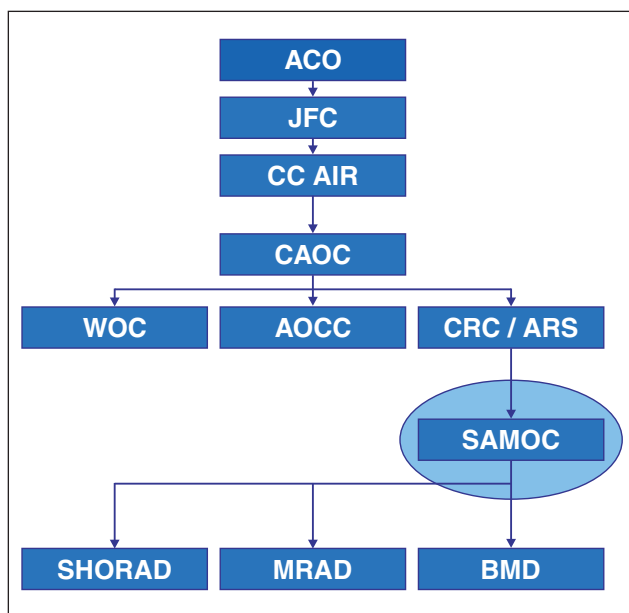 ACO
JFC
CC AIR
CAOC
WOC
AOCC
CRC / ARS
SAMOC
SHORAD
MRAD
BMD